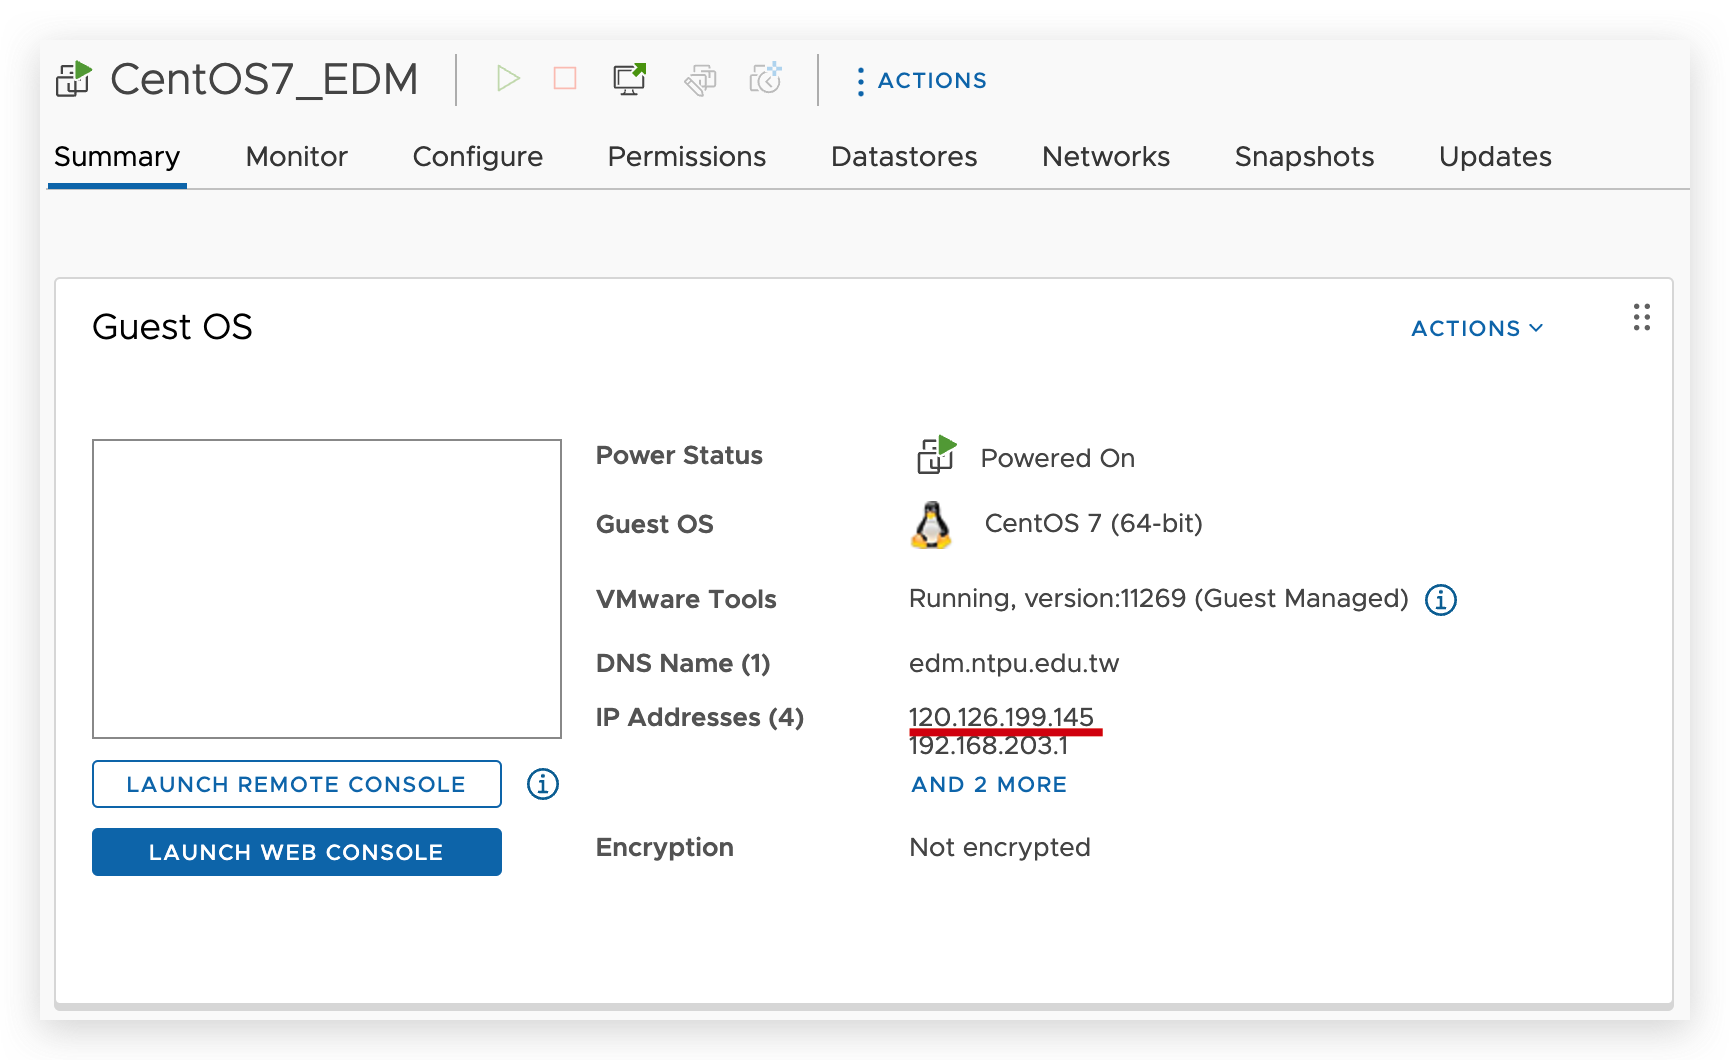 CentOS7_EDM
ACTIONS
Summary Monitor Configure Permissions Datastores Networks Snapshots Updates
Guest OS
ACTIONS
Power Status Powered On
Guest OS CentOS 7 (64-bit)
VMware Tools Running, version:11269 (Guest Managed)
DNS Name (1) edm.ntpu.edu.tw
IP Addresses (4) 120.126.199.145
192.168.203.1
AND 2 MORE
LAUNCH REMOTE CONSOLE
Encryption Not encrypted
LAUNCH WEB CONSOLE